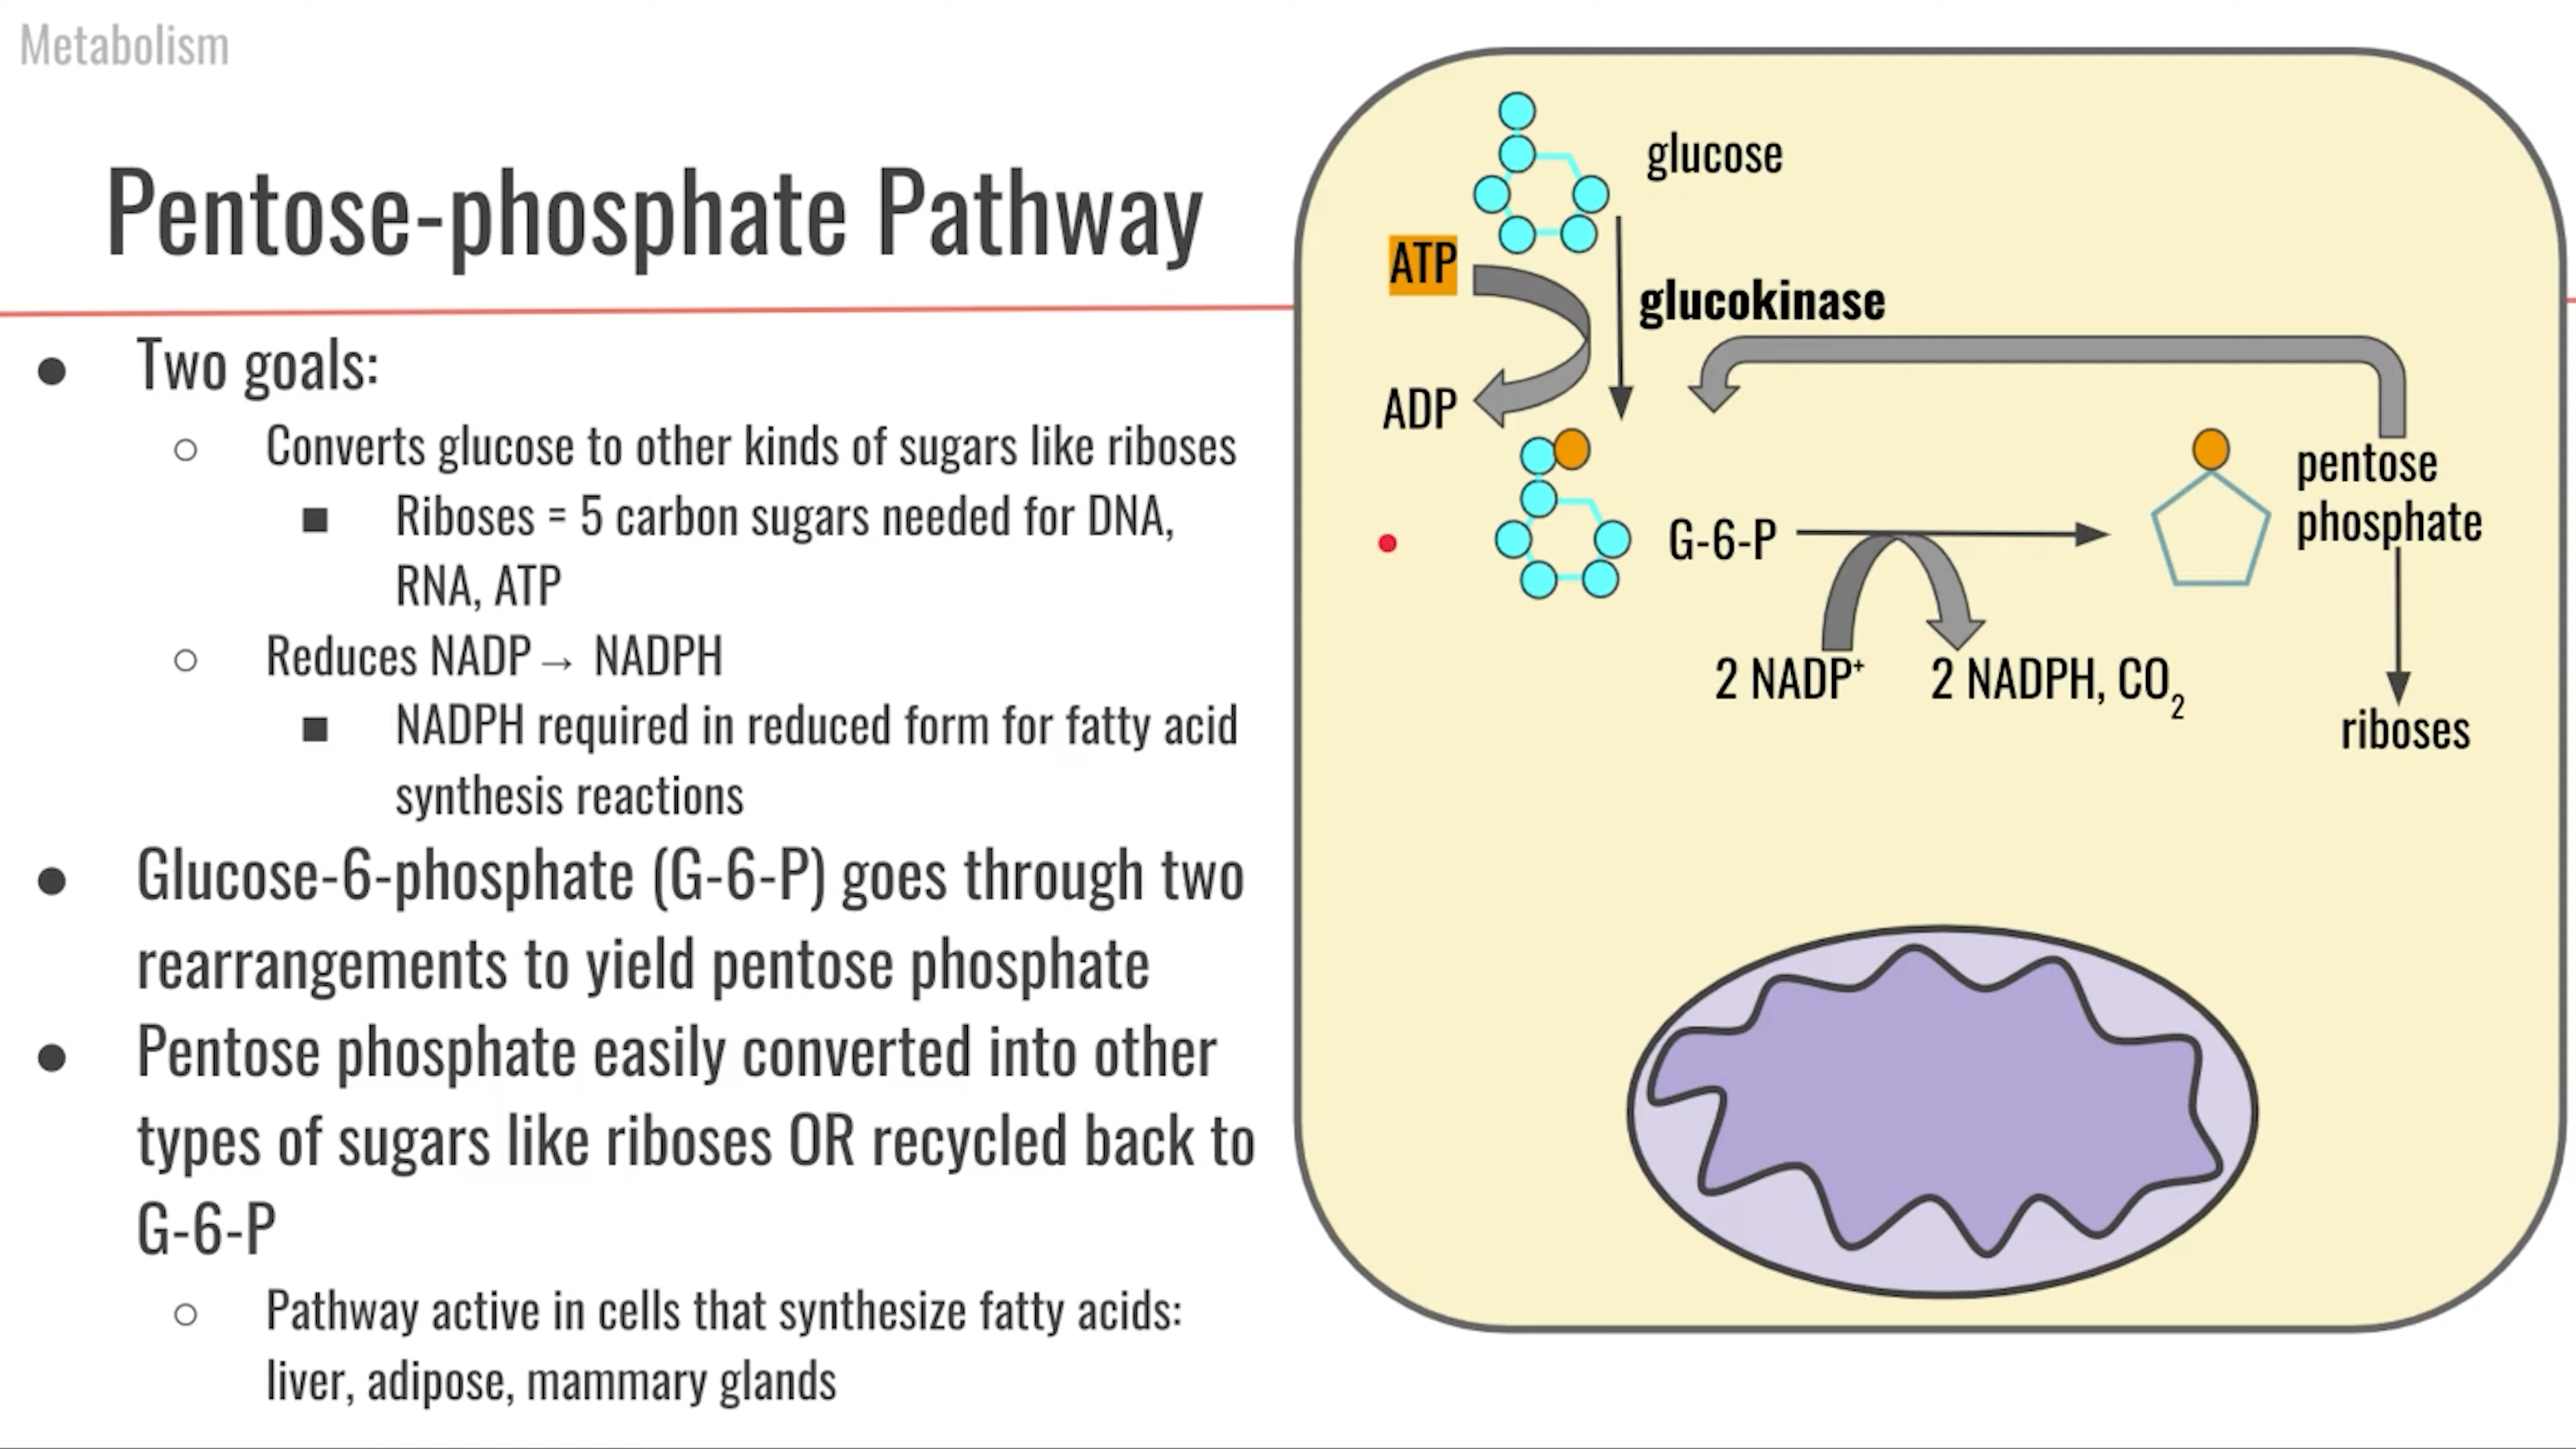 Metabolism
Pentose-phosphate Pathway
● Two goals:
○ Converts glucose to other kinds of sugars like riboses
■ Riboses = 5 carbon sugars needed for DNA,
RNA, ATP
○ Reduces NADP→ NADPH
■ NADPH required in reduced form for fatty acid
synthesis reactions
● Glucose-6-phosphate (G-6-P) goes through two
rearrangements to yield pentose phosphate
● Pentose phosphate easily converted into other
types of sugars like riboses OR recycled back to
G-6-P
○ Pathway active in cells that synthesize fatty acids:
liver, adipose, mammary glands
glucose
ATP
glucokinase
ADP
G-6-P
pentose
phosphate
2 NADP⁺
2 NADPH, CO₂
riboses